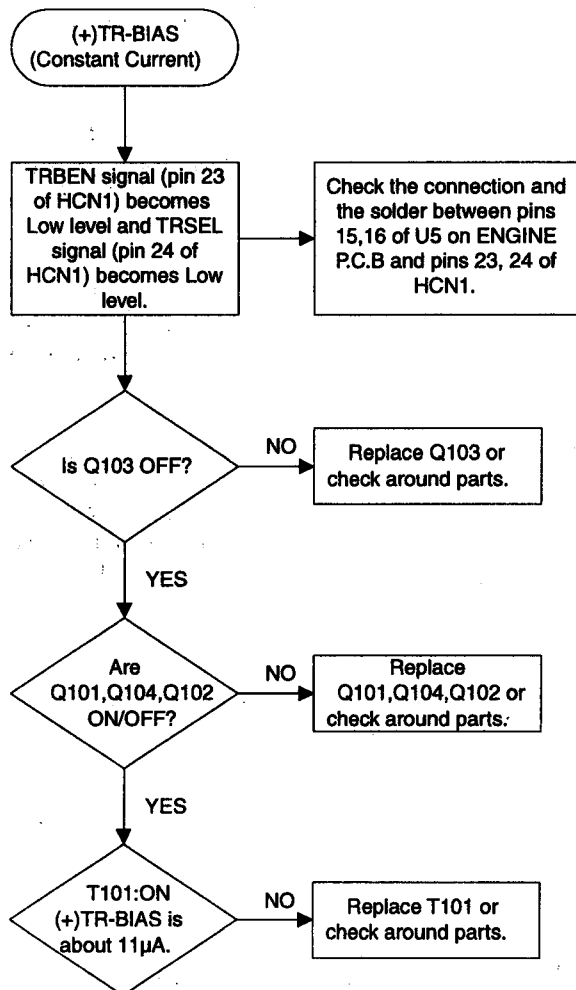 (+)TR-BIAS
(Constant Current)
TRBEN signal (pin 23
of HCN1) becomes
Low level and TRSEL
signal (pin 24 of
HCN1) becomes Low
level.
Check the connection and
the solder between pins
15,16 of U5 on ENGINE
P.C.B and pins 23, 24 of
HCN1.
Is Q103 OFF?
NO
Replace Q103 or
check around parts.
YES
Are
Q101,Q104,Q102
ON/OFF?
NO
Replace
Q101,Q104,Q102 or
check around parts.
YES
T101:ON
(+)TR-BIAS is
about 11µA.
NO
Replace T101 or
check around parts.